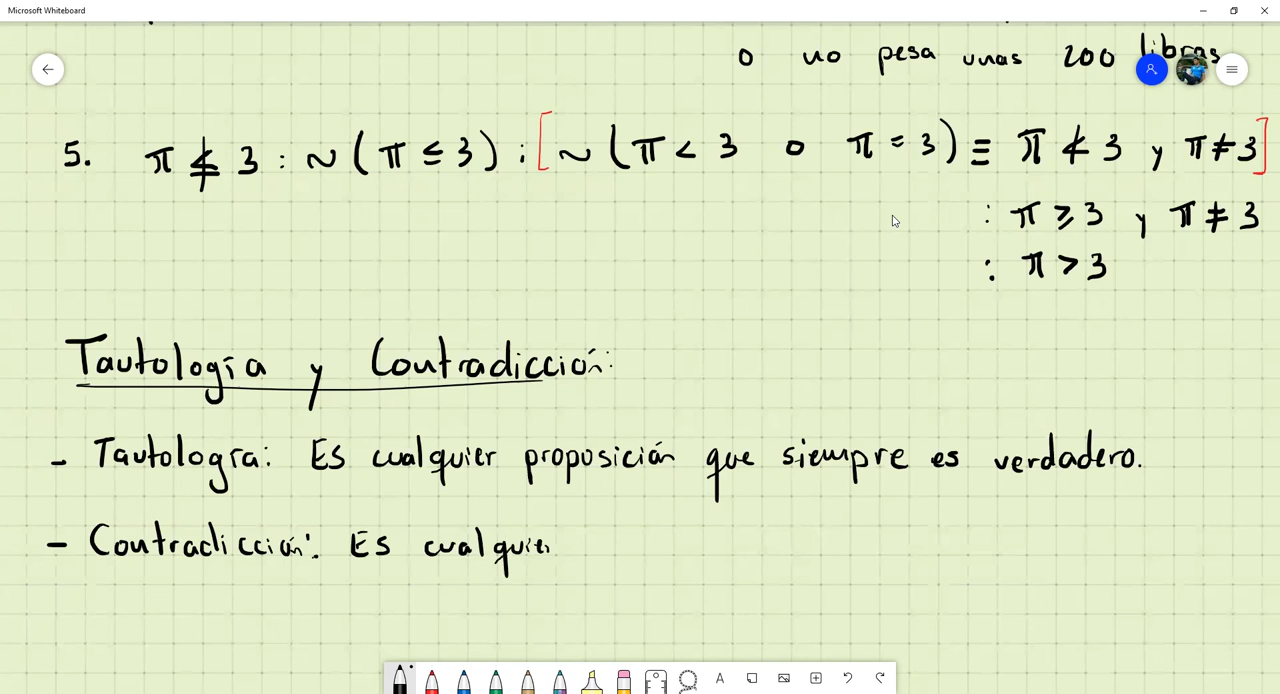 Microsoft Whiteboard
o no pesa unas 200 libras
5. π ≰ 3 : ~ (π ≤ 3) : [~ (π < 3 o π = 3) ≡ π ≮ 3 y π ≠ 3]
: π ≥ 3 y π ≠ 3
: π > 3
Tautología y Contradicción:
- Tautología: Es cualquier proposición que siempre es verdadero.
- Contradicción: Es cualquier